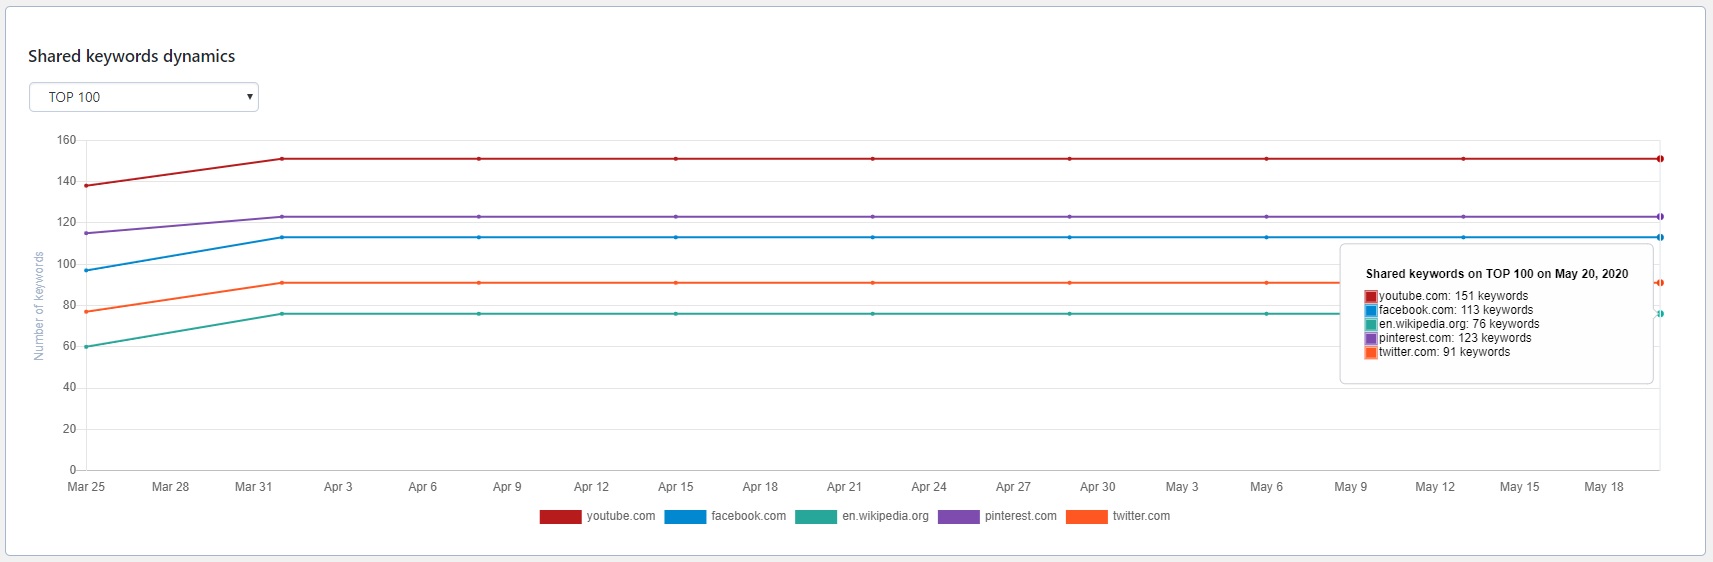 Shared keywords dynamics
TOP 100
Number of keywords
160
140
120
100
80
60
40
20
0
Shared keywords on TOP 100 on May 20, 2020
youtube.com: 151 keywords
facebook.com: 113 keywords
en.wikipedia.org: 76 keywords
pinterest.com: 123 keywords
twitter.com: 91 keywords
Mar 25 Mar 28 Mar 31 Apr 3 Apr 6 Apr 9 Apr 12 Apr 15 Apr 18 Apr 21 Apr 24 Apr 27 Apr 30 May 3 May 6 May 9 May 12 May 15 May 18
youtube.com facebook.com en.wikipedia.org pinterest.com twitter.com